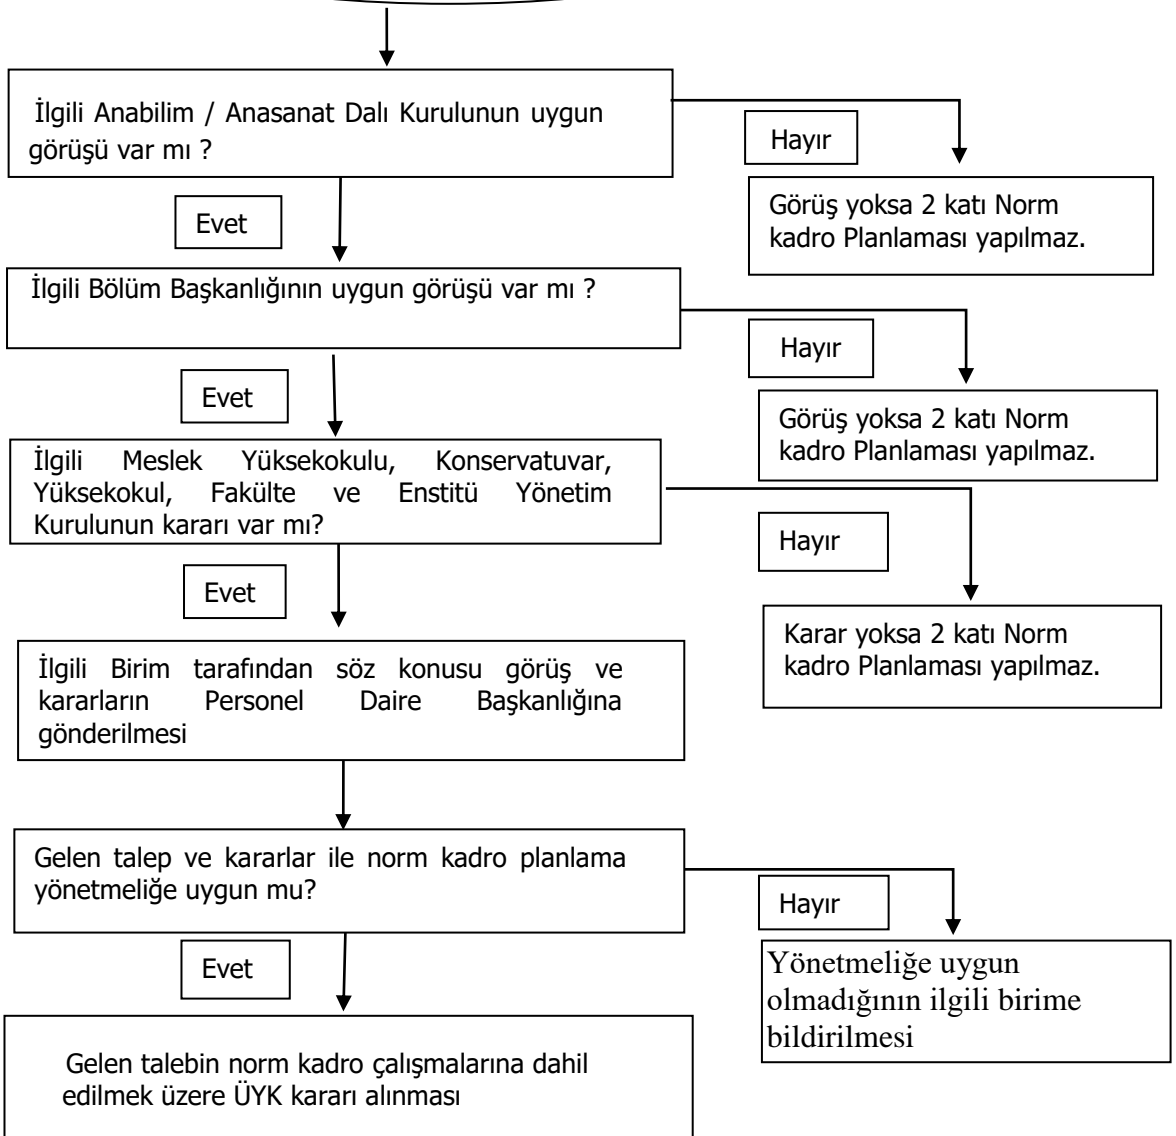 İlgili Anabilim / Anasanat Dalı Kurulunun uygun
görüşü var mı ?
Hayır
Görüş yoksa 2 katı Norm
kadro Planlaması yapılmaz.
Evet
İlgili Bölüm Başkanlığının uygun görüşü var mı ?
Hayır
Görüş yoksa 2 katı Norm
kadro Planlaması yapılmaz.
Evet
İlgili Meslek Yüksekokulu, Konservatuvar,
Yüksekokul, Fakülte ve Enstitü Yönetim
Kurulunun kararı var mı?
Hayır
Karar yoksa 2 katı Norm
kadro Planlaması yapılmaz.
Evet
İlgili Birim tarafından söz konusu görüş ve
kararların Personel Daire Başkanlığına
gönderilmesi
Gelen talep ve kararlar ile norm kadro planlama
yönetmeliğe uygun mu?
Hayır
Yönetmeliğe uygun
olmadığının ilgili birime
bildirilmesi
Evet
Gelen talebin norm kadro çalışmalarına dahil
edilmek üzere ÜYK kararı alınması